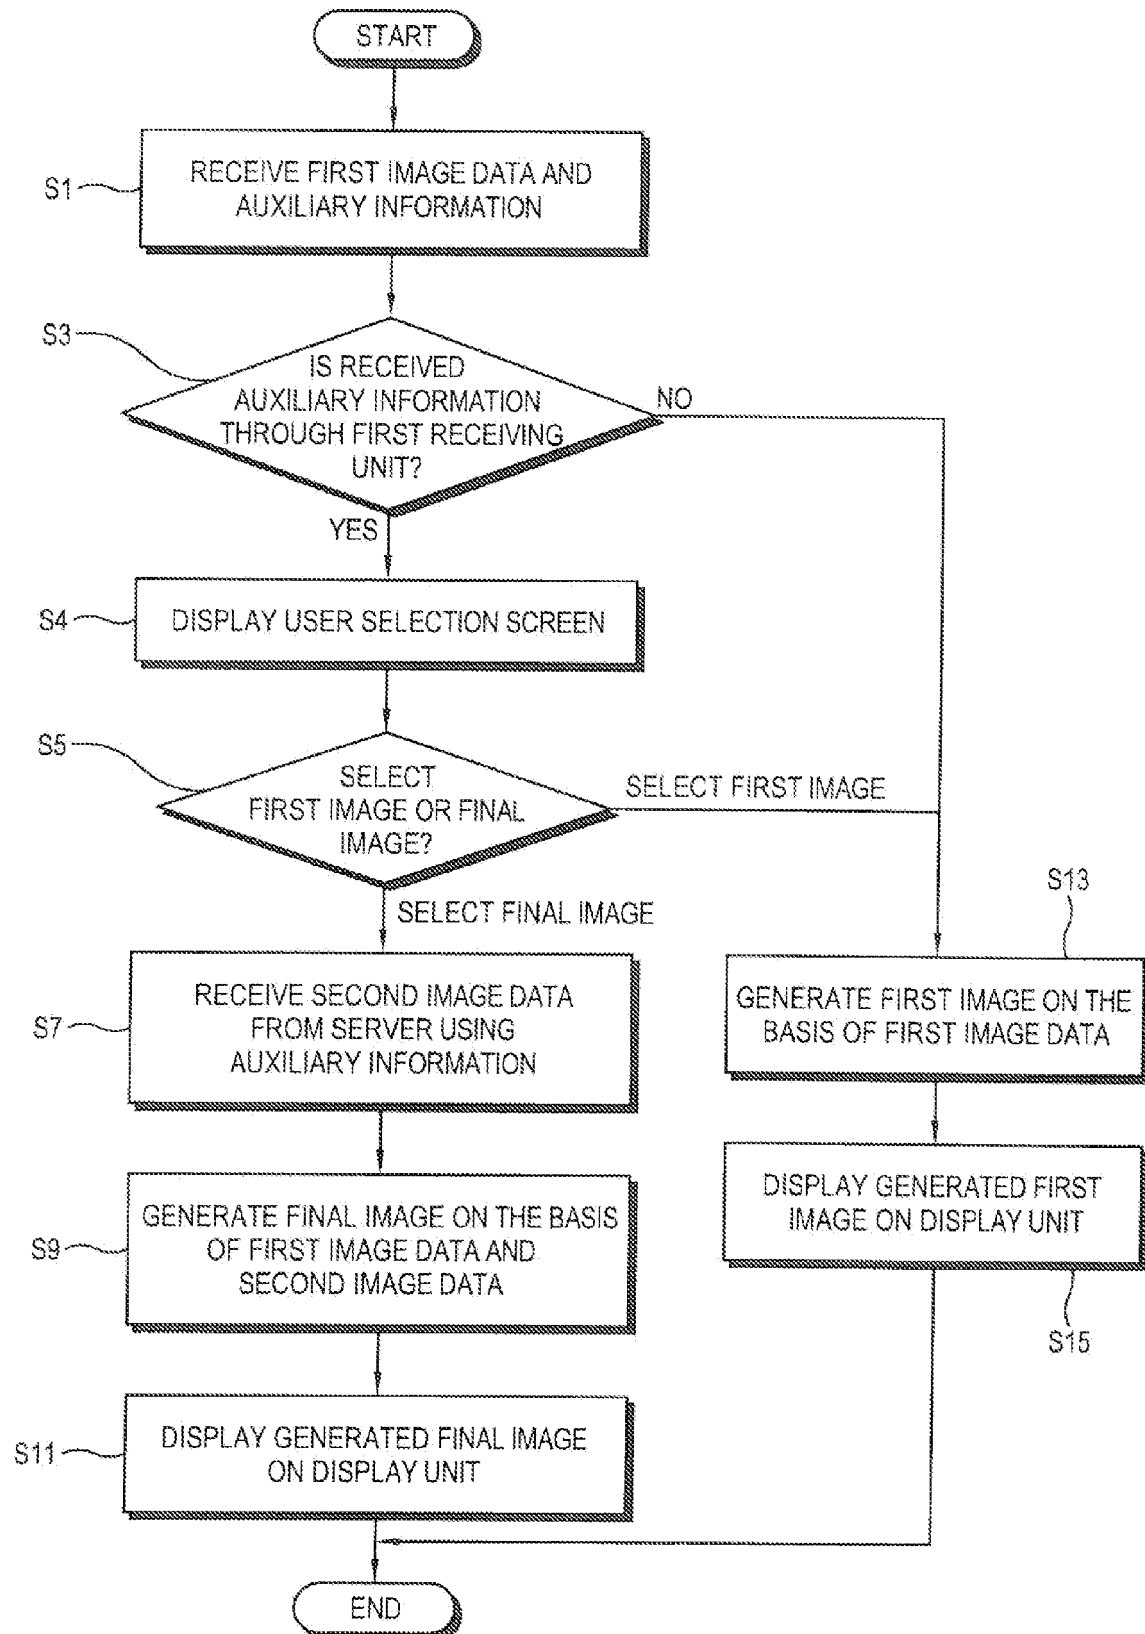 START
S1
RECEIVE FIRST IMAGE DATA AND
AUXILIARY INFORMATION
S3
IS RECEIVED
AUXILIARY INFORMATION
THROUGH FIRST RECEIVING
UNIT?
NO
YES
S4
DISPLAY USER SELECTION SCREEN
S5
SELECT
FIRST IMAGE OR FINAL
IMAGE?
SELECT FIRST IMAGE
SELECT FINAL IMAGE
S7
RECEIVE SECOND IMAGE DATA
FROM SERVER USING
AUXILIARY INFORMATION
S13
GENERATE FIRST IMAGE ON THE
BASIS OF FIRST IMAGE DATA
S9
GENERATE FINAL IMAGE ON THE BASIS
OF FIRST IMAGE DATA AND
SECOND IMAGE DATA
DISPLAY GENERATED FIRST
IMAGE ON DISPLAY UNIT
S15
S11
DISPLAY GENERATED FINAL IMAGE
ON DISPLAY UNIT
END